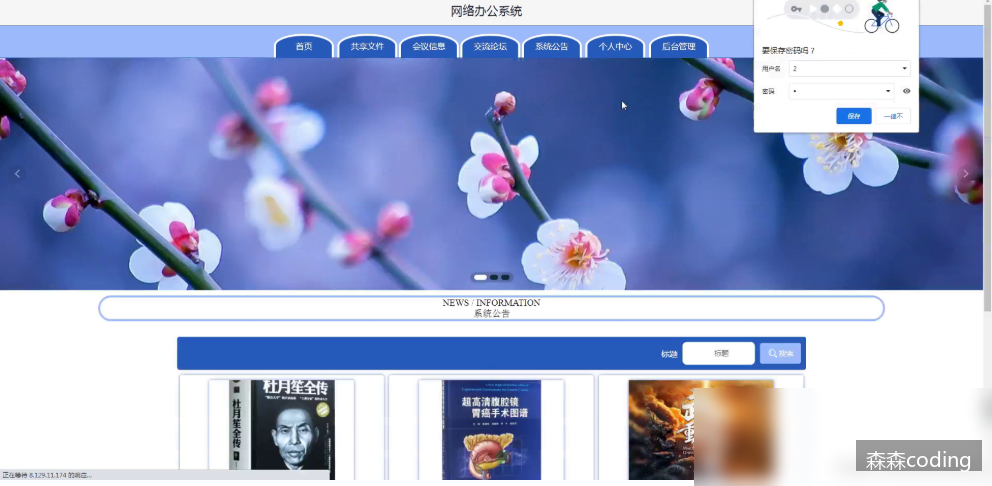 网络办公系统
首页
共享文件
会议信息
交流论坛
系统公告
个人中心
后台管理
要保存密码吗？
用户名
2
密码
保存
一律不
NEWS / INFORMATION
系统公告
标题
标题
搜索
杜月笙全传
杜月笙全传
超高清腹腔镜
胃癌手术图谱
正在等待 8.129.11.174 的响应...
森森coding